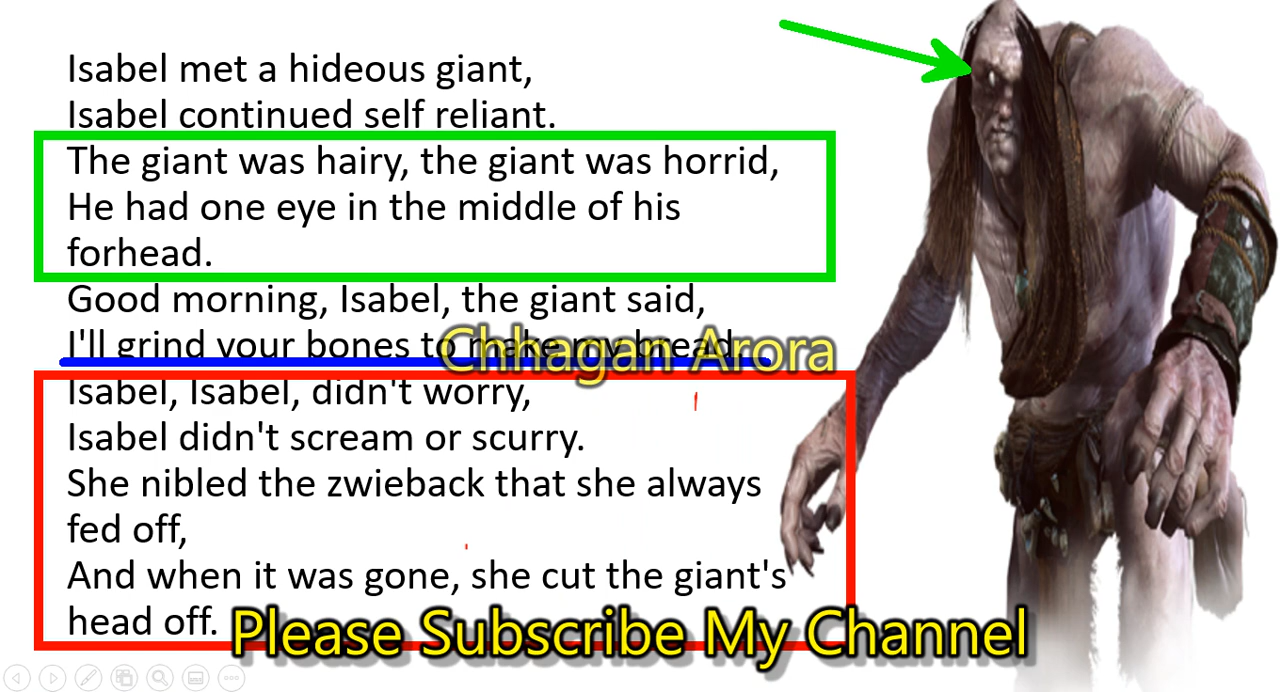 Isabel met a hideous giant,
Isabel continued self reliant.
The giant was hairy, the giant was horrid,
He had one eye in the middle of his
forhead.
Good morning, Isabel, the giant said,
I'll grind your bones to make my bread.
Chhagan Arora
Isabel, Isabel, didn't worry,
Isabel didn't scream or scurry.
She nibled the zwieback that she always
fed off,
And when it was gone, she cut the giant's
head off.
Please Subscribe My Channel